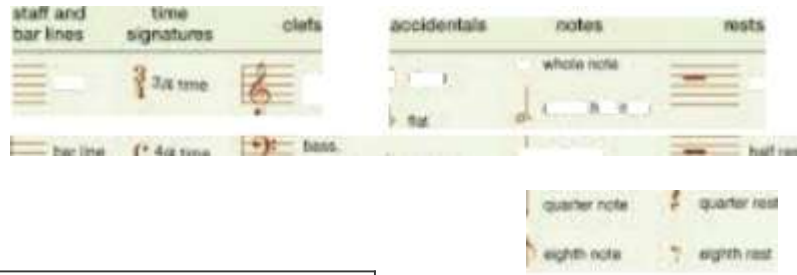 staff and bar lines
time signatures
clefs
accidentals
notes
rests
3/4 time
whole note
flat
bar line
4/4 time
bass
half rest
quarter note
quarter rest
eighth note
eighth rest